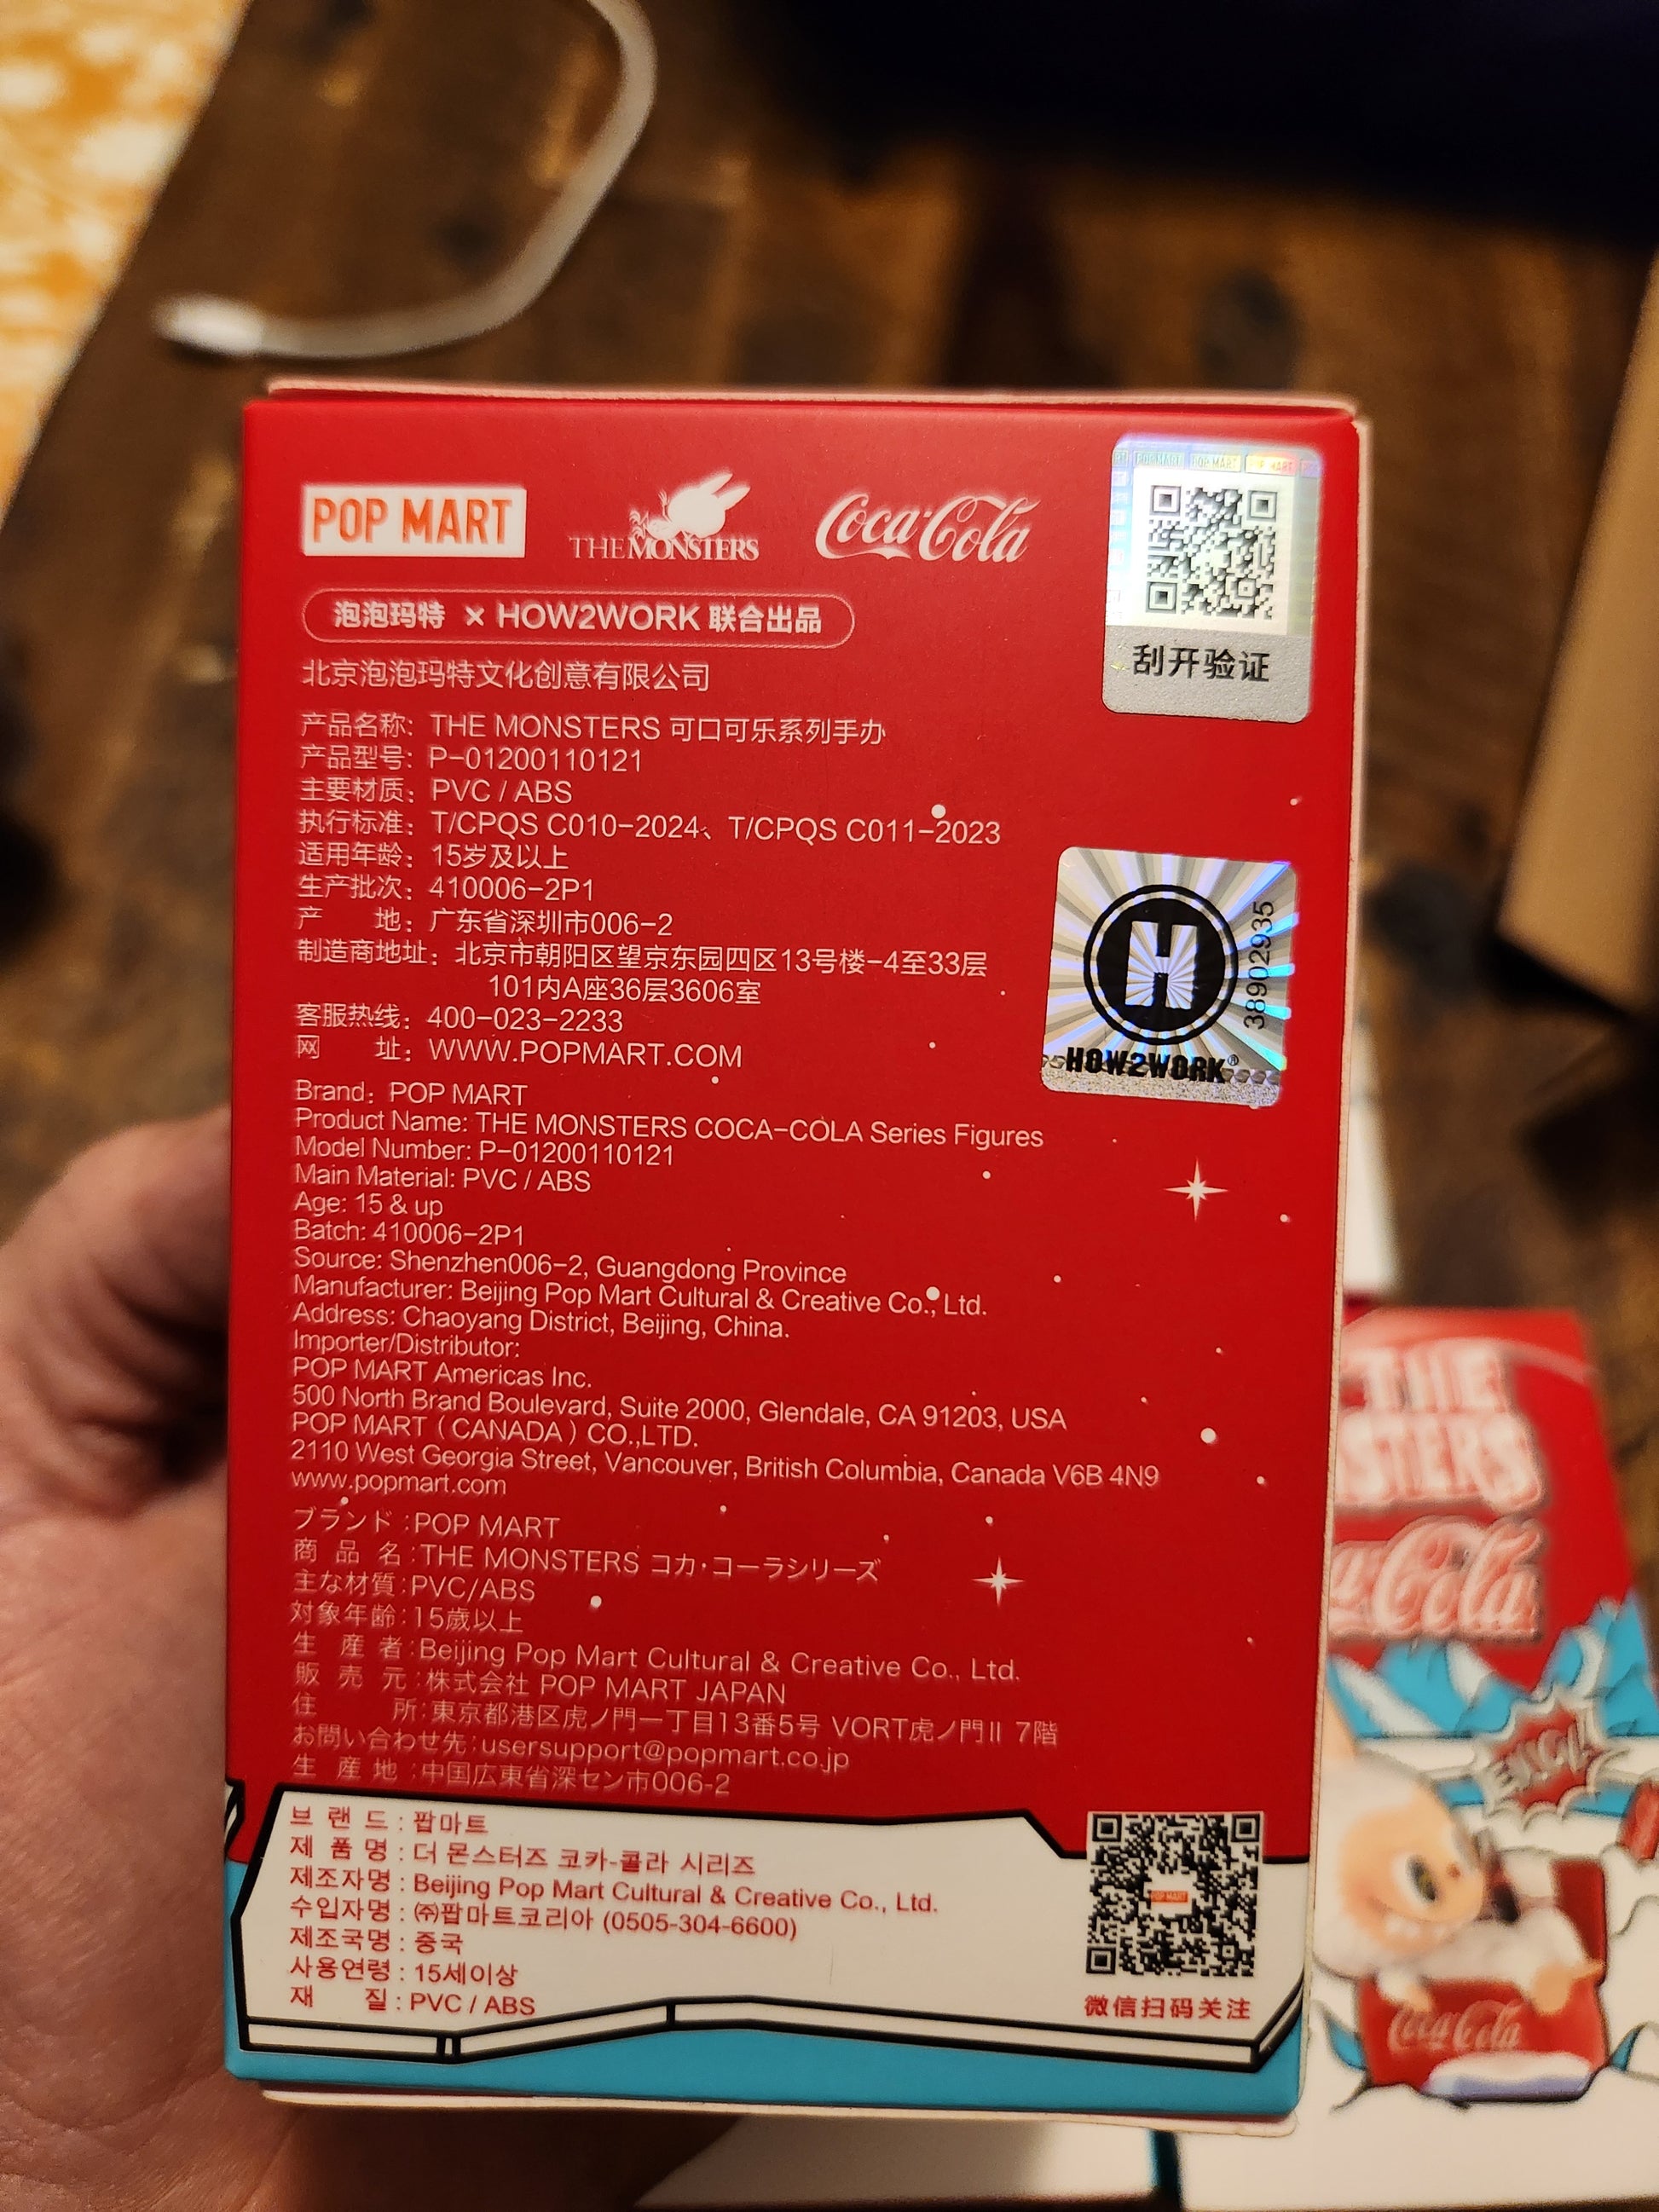 POP MART
THE MONSTERS
Coca-Cola
POP MART POP MART POP MART
刮开验证
泡泡玛特 × HOW2WORK 联合出品
北京泡泡玛特文化创意有限公司
产品名称: THE MONSTERS 可口可乐系列手办
产品型号: P-01200110121
主要材质: PVC / ABS
执行标准: T/CPQS C010-2024、T/CPQS C011-2023
适用年龄: 15岁及以上
生产批次: 410006-2P1
产 地: 广东省深圳市006-2
制造商地址: 北京市朝阳区望京东园四区13号楼-4至33层
101内A座36层3606室
客服热线: 400-023-2233
网 址: WWW.POPMART.COM
H
38902935
HOW2WORK®
Brand: POP MART
Product Name: THE MONSTERS COCA-COLA Series Figures
Model Number: P-01200110121
Main Material: PVC / ABS
Age: 15 & up
Batch: 410006-2P1
Source: Shenzhen006-2, Guangdong Province
Manufacturer: Beijing Pop Mart Cultural & Creative Co., Ltd.
Address: Chaoyang District, Beijing, China.
Importer/Distributor:
POP MART Americas Inc.
500 North Brand Boulevard, Suite 2000, Glendale, CA 91203, USA
POP MART ( CANADA ) CO.,LTD.
2110 West Georgia Street, Vancouver, British Columbia, Canada V6B 4N9
www.popmart.com
ブランド:POP MART
商 品 名:THE MONSTERS コカ・コーラシリーズ
主な材質:PVC/ABS
対象年齢:15歳以上
生 産 者:Beijing Pop Mart Cultural & Creative Co., Ltd.
販 売 元:株式会社 POP MART JAPAN
住 所:東京都港区虎ノ門一丁目13番5号 VORT虎ノ門II 7階
お問い合わせ先:usersupport@popmart.co.jp
生 産 地:中国広東省深セン市006-2
브 랜 드 : 팝마트
제 품 명 : 더 몬스터즈 코카-콜라 시리즈
제조자명 : Beijing Pop Mart Cultural & Creative Co., Ltd.
수입자명 : ㈜팝마트코리아 (0505-304-6600)
제조국명 : 중국
사용연령 : 15세이상
재 질 : PVC / ABS
POP MART
微信扫码关注
THE
STERS
Coca-Cola